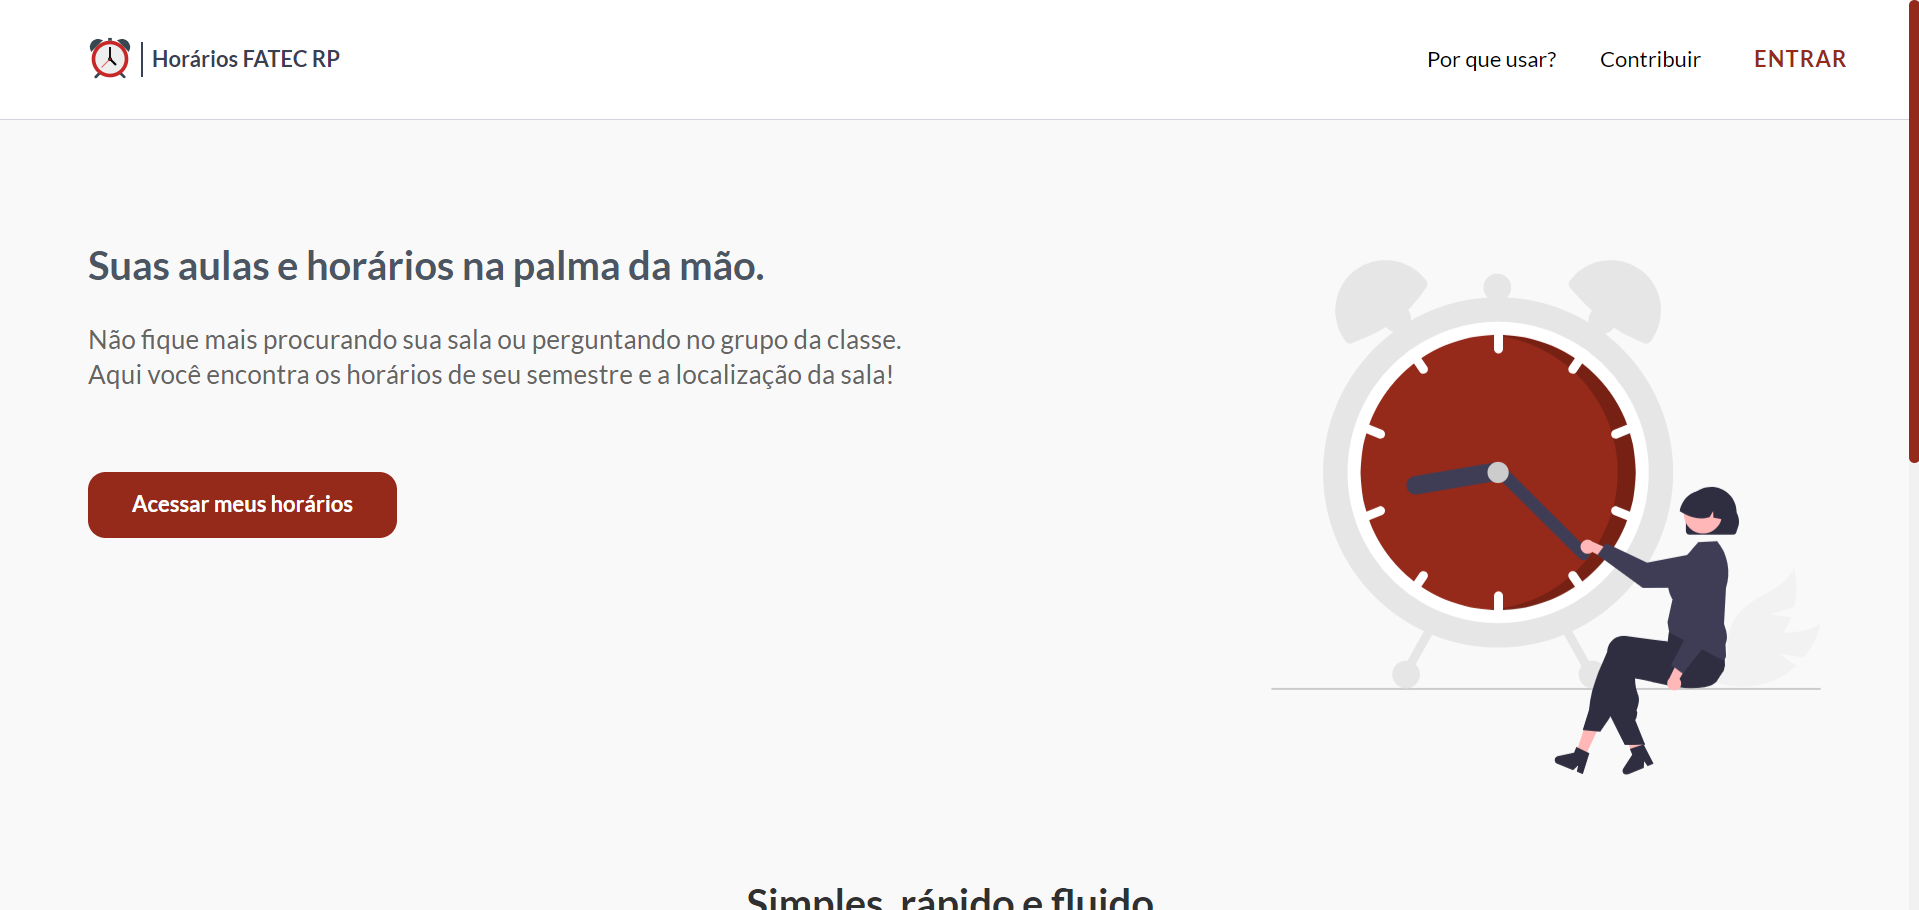 Horários FATEC RP
Por que usar?
Contribuir
ENTRAR
Suas aulas e horários na palma da mão.
Não fique mais procurando sua sala ou perguntando no grupo da classe.
Aqui você encontra os horários de seu semestre e a localização da sala!
Acessar meus horários
Simples, rápido e fluido